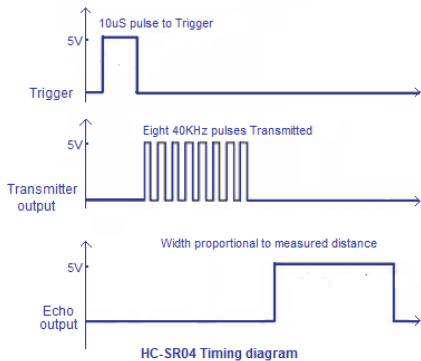 10uS pulse to Trigger
5V
Trigger
Eight 40KHz pulses Transmitted
5V
Transmitter
output
Width proportional to measured distance
5V
Echo
output
HC-SR04 Timing diagram